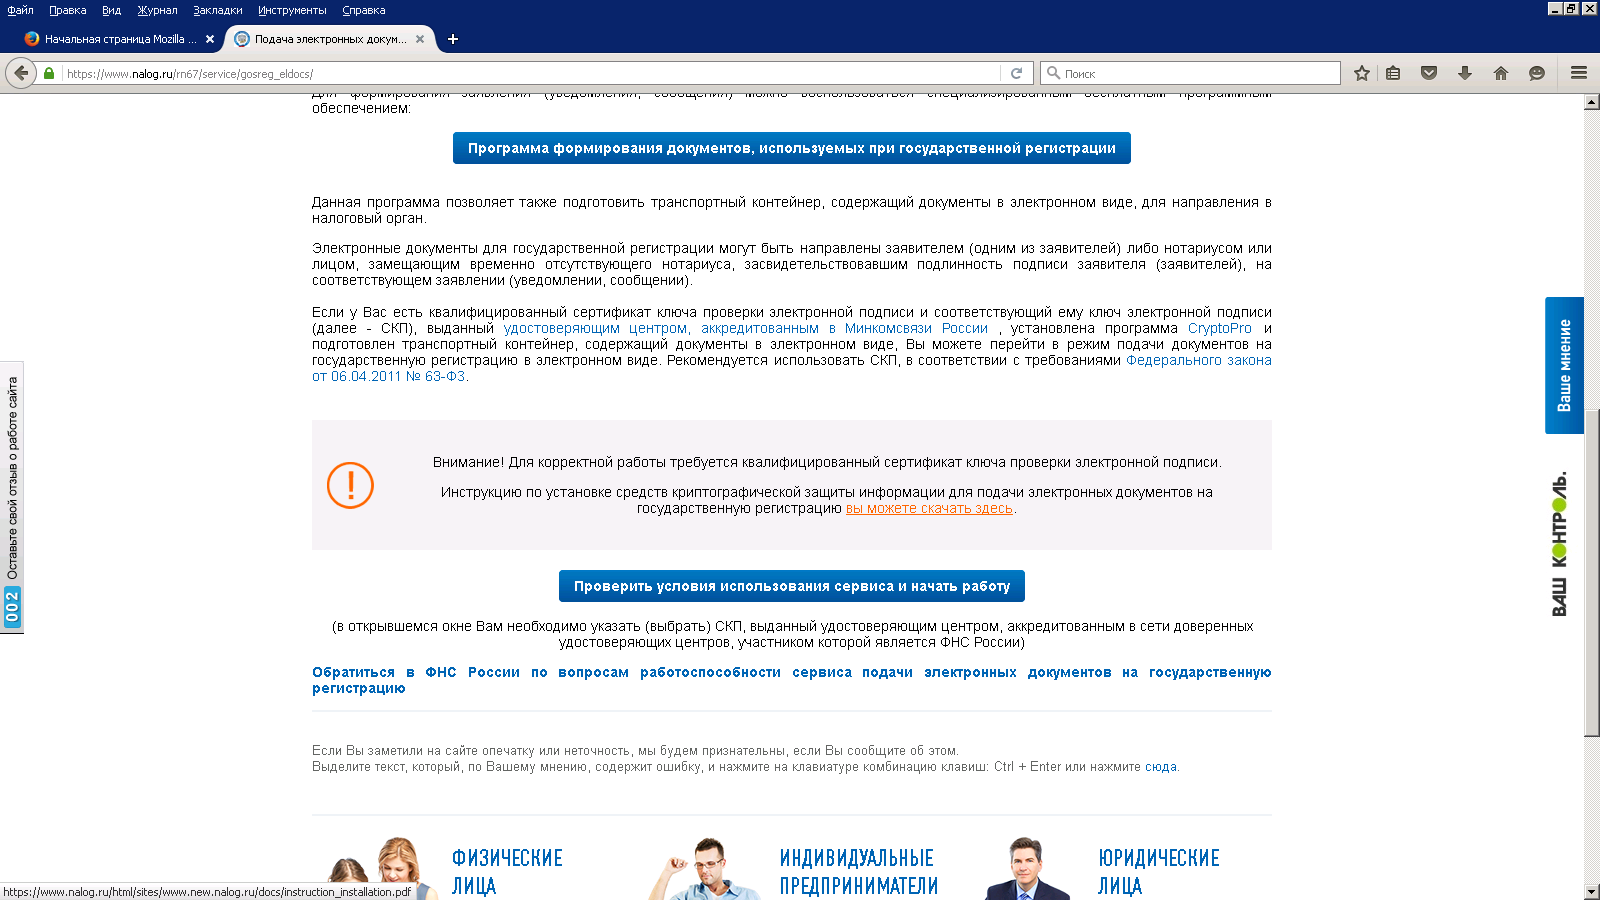 Файл Правка Вид Журнал Закладки Инструменты Справка
Начальная страница Mozilla ...
Подача электронных докум...
https://www.nalog.ru/rn67/service/gosreg_eldocs/
Поиск
Для формирования заявления (уведомления, сообщения) можно воспользоваться специализированным бесплатным программным
обеспечением:
Программа формирования документов, используемых при государственной регистрации
Данная программа позволяет также подготовить транспортный контейнер, содержащий документы в электронном виде, для направления в
налоговый орган.
Электронные документы для государственной регистрации могут быть направлены заявителем (одним из заявителей) либо нотариусом или
лицом, замещающим временно отсутствующего нотариуса, засвидетельствовавшим подлинность подписи заявителя (заявителей), на
соответствующем заявлении (уведомлении, сообщении).
Если у Вас есть квалифицированный сертификат ключа проверки электронной подписи и соответствующий ему ключ электронной подписи
(далее - СКП), выданный удостоверяющим центром, аккредитованным в Минкомсвязи России , установлена программа CryptoPro и
подготовлен транспортный контейнер, содержащий документы в электронном виде, Вы можете перейти в режим подачи документов на
государственную регистрацию в электронном виде. Рекомендуется использовать СКП, в соответствии с требованиями Федерального закона
от 06.04.2011 № 63-ФЗ.
Внимание! Для корректной работы требуется квалифицированный сертификат ключа проверки электронной подписи.
Инструкцию по установке средств криптографической защиты информации для подачи электронных документов на
государственную регистрацию вы можете скачать здесь.
Проверить условия использования сервиса и начать работу
(в открывшемся окне Вам необходимо указать (выбрать) СКП, выданный удостоверяющим центром, аккредитованным в сети доверенных
удостоверяющих центров, участником которой является ФНС России)
Обратиться в ФНС России по вопросам работоспособности сервиса подачи электронных документов на государственную
регистрацию
Если Вы заметили на сайте опечатку или неточность, мы будем признательны, если Вы сообщите об этом.
Выделите текст, который, по Вашему мнению, содержит ошибку, и нажмите на клавиатуре комбинацию клавиш: Ctrl + Enter или нажмите сюда.
ФИЗИЧЕСКИЕ
ЛИЦА
ИНДИВИДУАЛЬНЫЕ
ПРЕДПРИНИМАТЕЛИ
ЮРИДИЧЕСКИЕ
ЛИЦА
https://www.nalog.ru/html/sites/www.new.nalog.ru/docs/instruction_installation.pdf
002 Оставьте свой отзыв о работе сайта
Ваше мнение
ВАШ КОНТРОЛЬ.